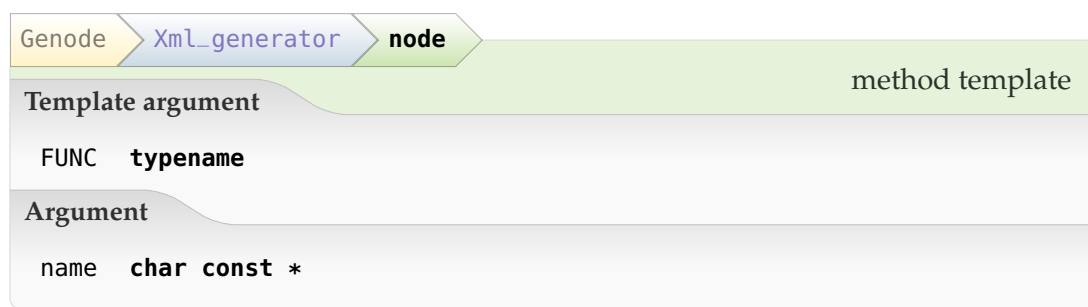 Genode Xml_generator node
method template
Template argument
FUNC typename
Argument
name char const *